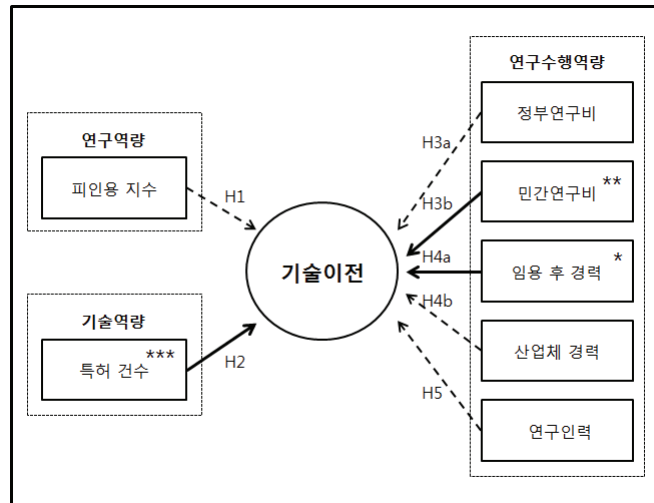 연구역량
피인용 지수
H1
기술역량
특허 건수***
H2
기술이전
연구수행역량
정부연구비
H3a
민간연구비**
H3b
임용 후 경력*
H4a
산업체 경력
H4b
연구인력
H5